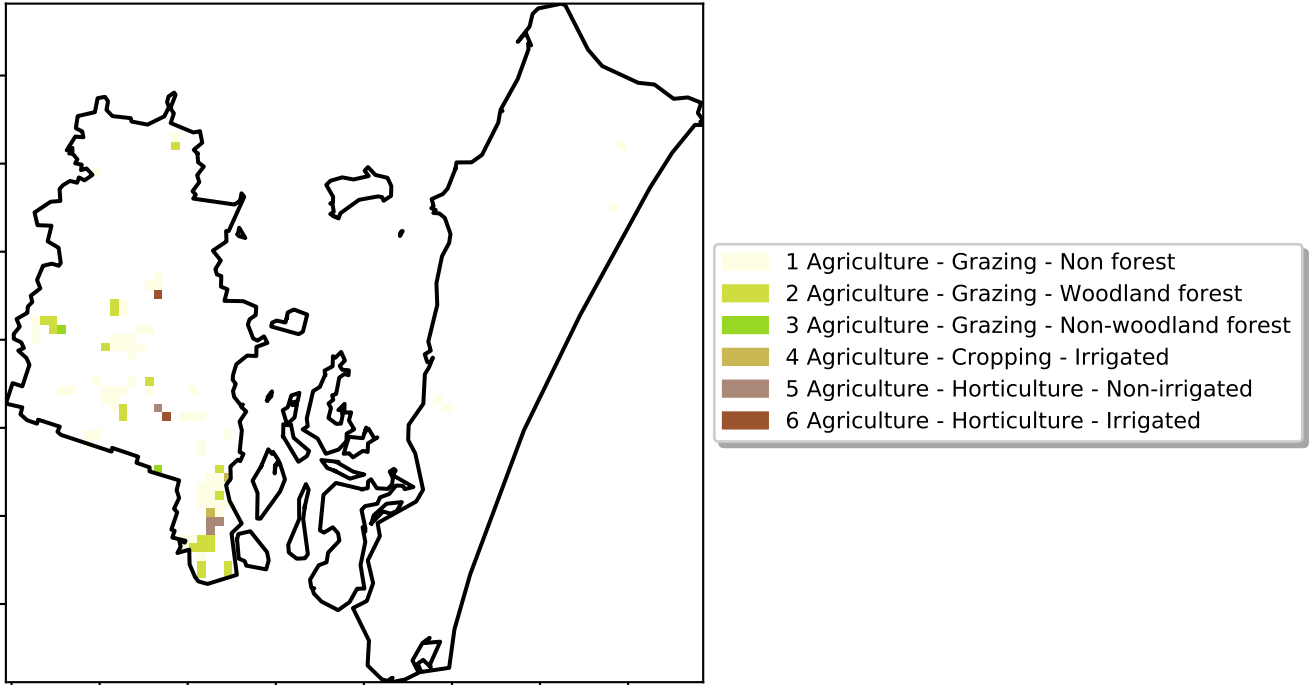 1 Agriculture - Grazing - Non forest
2 Agriculture - Grazing - Woodland forest
3 Agriculture - Grazing - Non-woodland forest
4 Agriculture - Cropping - Irrigated
5 Agriculture - Horticulture - Non-irrigated
6 Agriculture - Horticulture - Irrigated